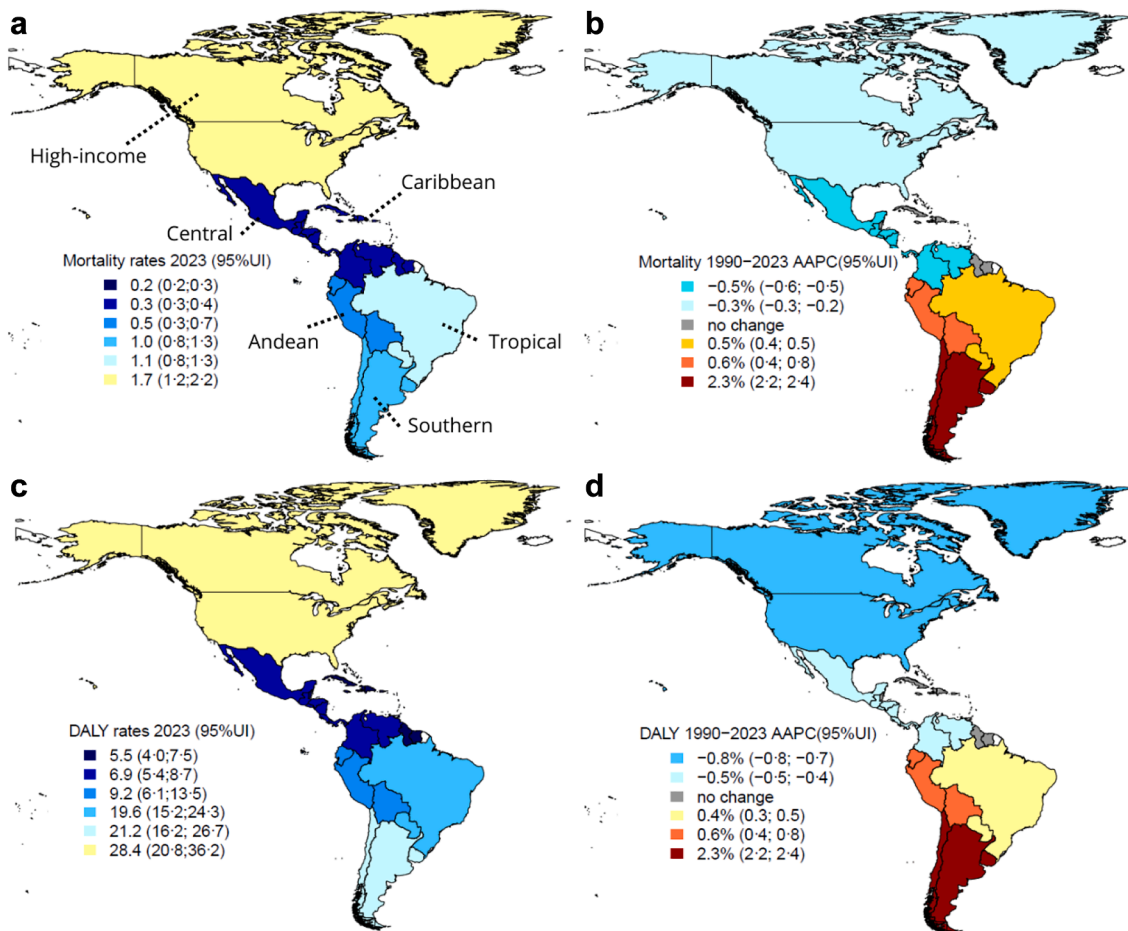 a
High-income
Caribbean
Central
Mortality rates 2023 (95%UI)
0.2 (0·2;0·3)
0.3 (0·3;0·4)
0.5 (0·3;0·7)
1.0 (0·8;1·3)
1.1 (0·8;1·3)
1.7 (1·2;2·2)
Andean
Tropical
Southern
b
Mortality 1990−2023 AAPC(95%UI)
−0.5% (−0·6; −0·5)
−0.3% (−0·3; −0·2)
no change
0.5% (0.4; 0.5)
0.6% (0·4; 0·8)
2.3% (2·2; 2·4)
c
DALY rates 2023 (95%UI)
5.5 (4·0;7·5)
6.9 (5·4;8·7)
9.2 (6·1;13·5)
19.6 (15·2;24·3)
21.2 (16·2; 26·7)
28.4 (20·8;36·2)
d
DALY 1990−2023 AAPC(95%UI)
−0.8% (−0·8; −0·7)
−0.5% (−0·5; −0·4)
no change
0.4% (0.3; 0.5)
0.6% (0·4; 0·8)
2.3% (2·2; 2·4)